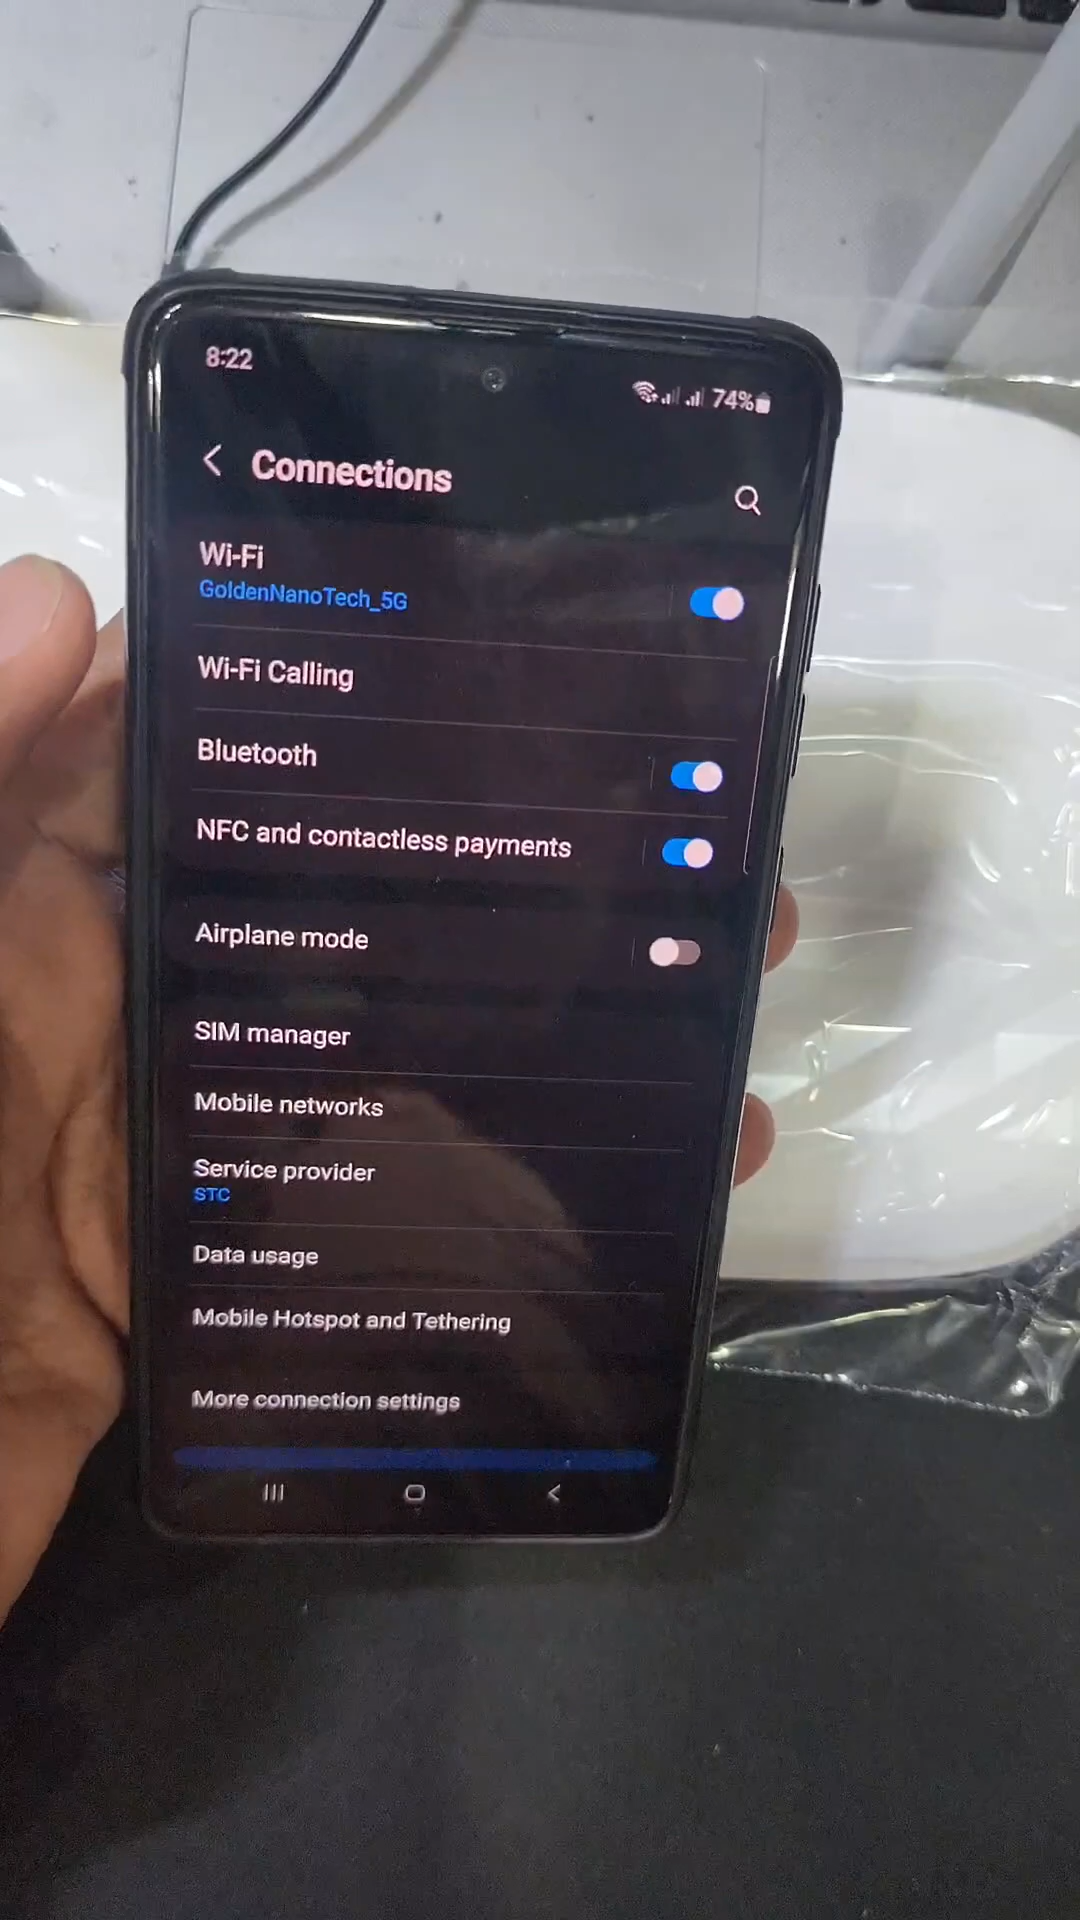 8:22
74%
Connections
Wi-Fi
GoldenNanoTech_5G
Wi-Fi Calling
Bluetooth
NFC and contactless payments
Airplane mode
SIM manager
Mobile networks
Service provider
STC
Data usage
Mobile Hotspot and Tethering
More connection settings